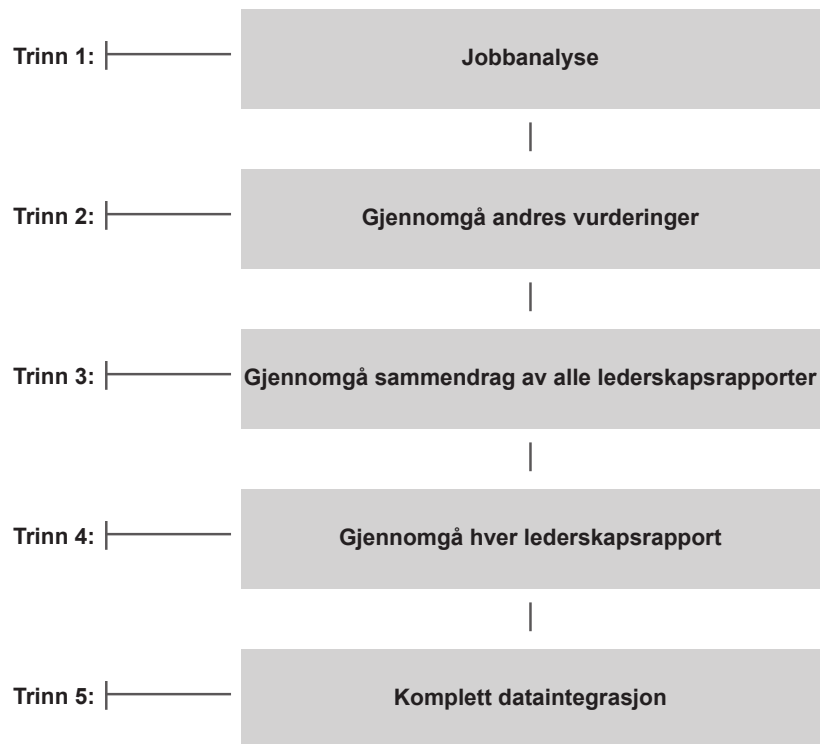 Trinn 1: Jobbanalyse
Trinn 2: Gjennomgå andres vurderinger
Trinn 3: Gjennomgå sammendrag av alle lederskapsrapporter
Trinn 4: Gjennomgå hver lederskapsrapport
Trinn 5: Komplett dataintegrasjon